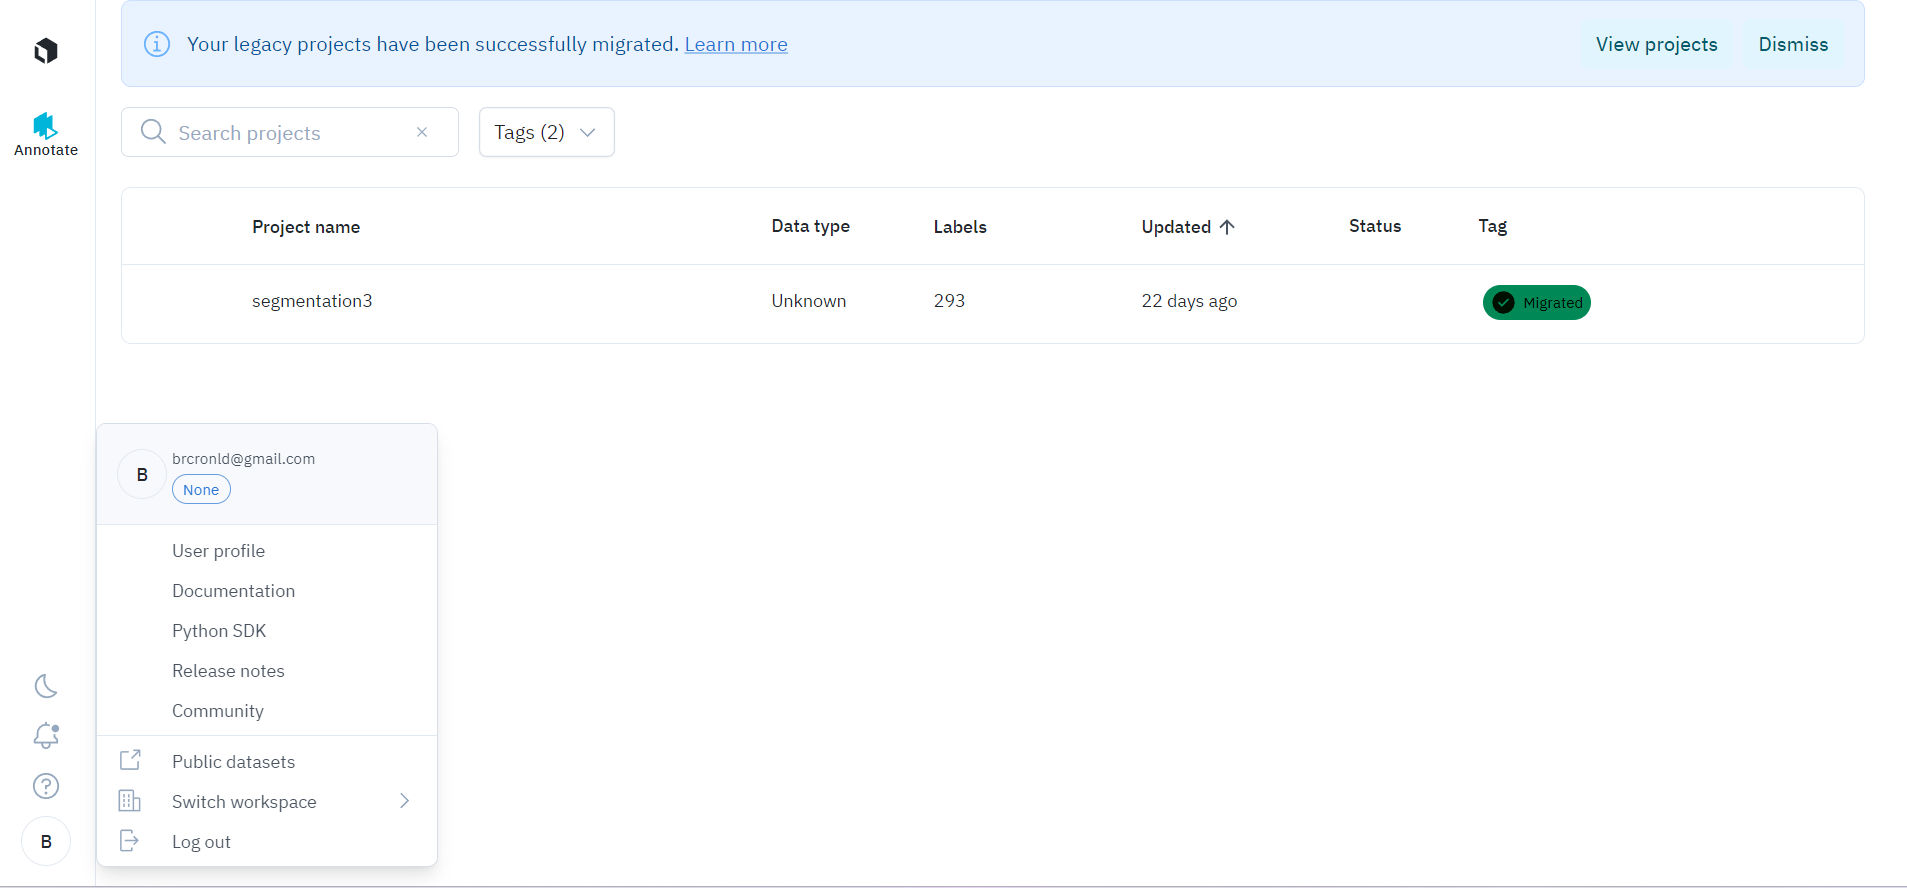 Your legacy projects have been successfully migrated. Learn more
View projects
Dismiss
Annotate
Search projects
Tags (2)
Project name
Data type
Labels
Updated
Status
Tag
segmentation3
Unknown
293
22 days ago
Migrated
B
brcronld@gmail.com
None
User profile
Documentation
Python SDK
Release notes
Community
Public datasets
Switch workspace
Log out
B